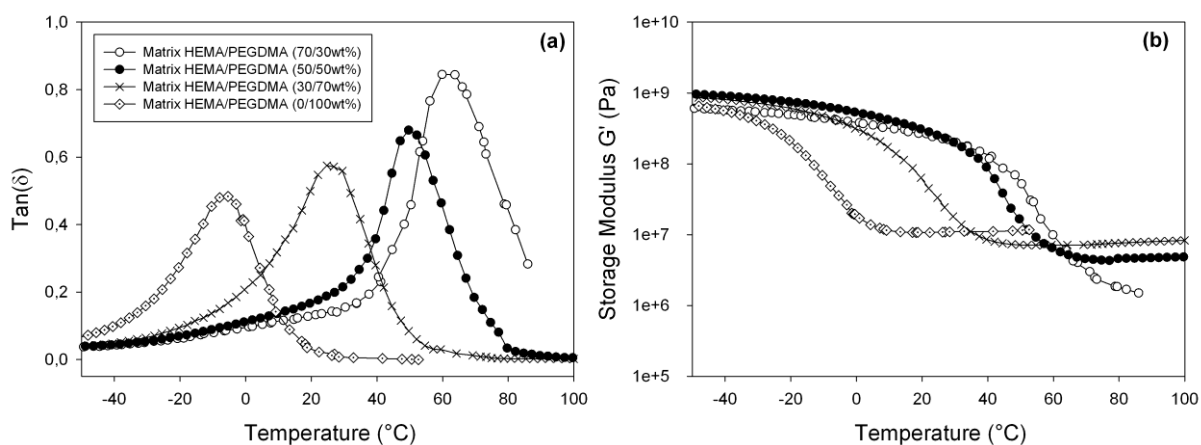 (a)
Matrix HEMA/PEGDMA (70/30wt%)
Matrix HEMA/PEGDMA (50/50wt%)
Matrix HEMA/PEGDMA (30/70wt%)
Matrix HEMA/PEGDMA (0/100wt%)
1,0
0,8
0,6
0,4
0,2
0,0
Tan(δ)
-40 -20 0 20 40 60 80 100
Temperature (°C)
(b)
1e+10
1e+9
1e+8
1e+7
1e+6
1e+5
Storage Modulus G' (Pa)
-40 -20 0 20 40 60 80 100
Temperature (°C)